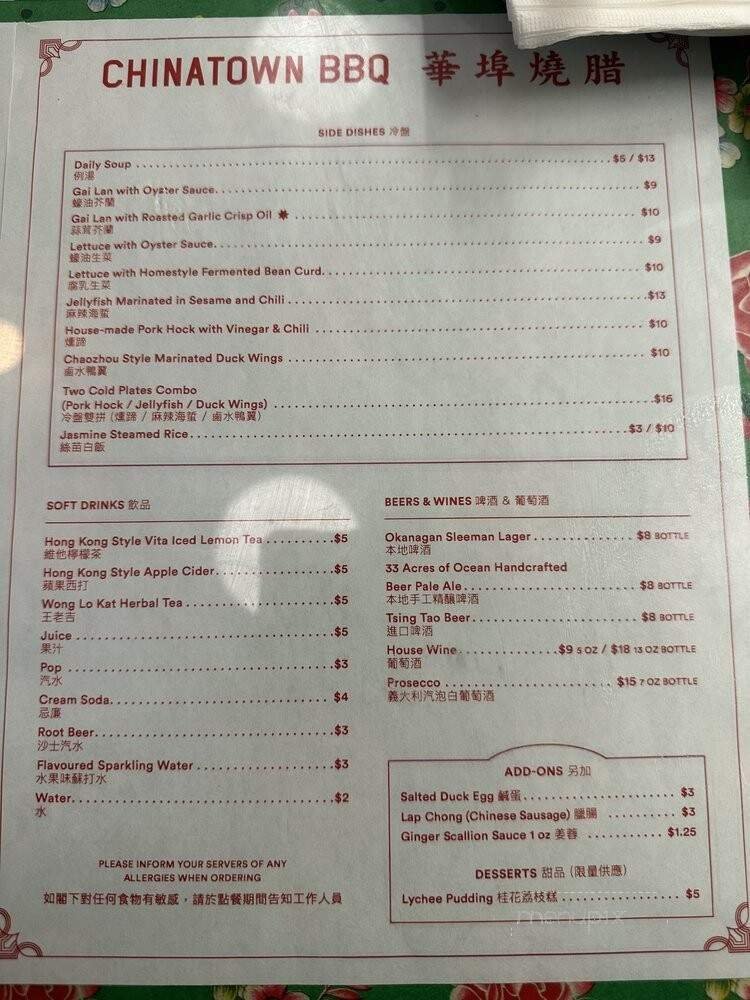 CHINATOWN BBQ 華埠燒腊
SIDE DISHES 冷盤
Daily Soup $5 / $13
例湯
Gai Lan with Oyster Sauce $9
蠔油芥蘭
Gai Lan with Roasted Garlic Crisp Oil $10
蒜茸芥蘭
Lettuce with Oyster Sauce $9
蠔油生菜
Lettuce with Homestyle Fermented Bean Curd $10
腐乳生菜
Jellyfish Marinated in Sesame and Chili $13
麻辣海蜇
House-made Pork Hock with Vinegar & Chili $10
燻蹄
Chaozhou Style Marinated Duck Wings $10
鹵水鴨翼
Two Cold Plates Combo
(Pork Hock / Jellyfish / Duck Wings) $16
冷盤雙拼 (燻蹄 / 麻辣海蜇 / 鹵水鴨翼)
Jasmine Steamed Rice $3 / $10
絲苗白飯
SOFT DRINKS 飲品
Hong Kong Style Vita Iced Lemon Tea $5
維他檸檬茶
Hong Kong Style Apple Cider $5
蘋果西打
Wong Lo Kat Herbal Tea $5
王老吉
Juice $5
果汁
Pop $3
汽水
Cream Soda $4
忌廉
Root Beer $3
沙士汽水
Flavoured Sparkling Water $3
水果味蘇打水
Water $2
水
PLEASE INFORM YOUR SERVERS OF ANY
ALLERGIES WHEN ORDERING
如閣下對任何食物有敏感，請於點餐期間告知工作人員
BEERS & WINES 啤酒 & 葡萄酒
Okanagan Sleeman Lager $8 BOTTLE
本地啤酒
33 Acres of Ocean Handcrafted
Beer Pale Ale $8 BOTTLE
本地手工精釀啤酒
Tsing Tao Beer $8 BOTTLE
進口啤酒
House Wine $9 5 OZ / $18 13 OZ BOTTLE
葡萄酒
Prosecco $15 7 OZ BOTTLE
義大利汽泡白葡萄酒
ADD-ONS 另加
Salted Duck Egg 鹹蛋 $3
Lap Chong (Chinese Sausage) 臘腸 $3
Ginger Scallion Sauce 1 oz 姜蓉 $1.25
DESSERTS 甜品 (限量供應)
Lychee Pudding 桂花荔枝糕 $5
menupix